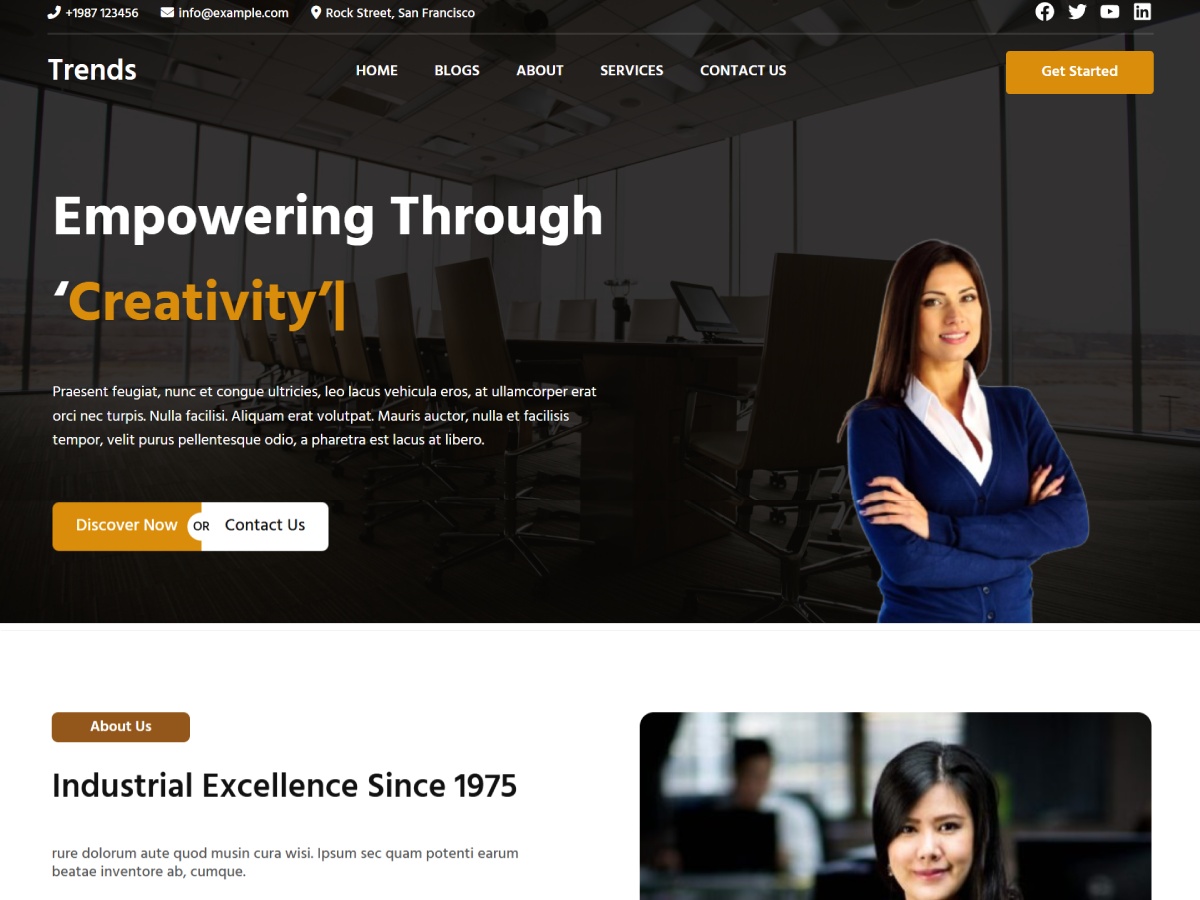 +1987 123456 info@example.com Rock Street, San Francisco
Trends HOME BLOGS ABOUT SERVICES CONTACT US Get Started
Empowering Through
‘Creativity’|
Praesent feugiat, nunc et congue ultricies, leo lacus vehicula eros, at ullamcorper erat
orci nec turpis. Nulla facilisi. Aliquam erat volutpat. Mauris auctor, nulla et facilisis
tempor, velit purus pellentesque odio, a pharetra est lacus at libero.
Discover Now OR Contact Us
About Us
Industrial Excellence Since 1975
rure dolorum aute quod musin cura wisi. Ipsum sec quam potenti earum
beatae inventore ab, cumque.